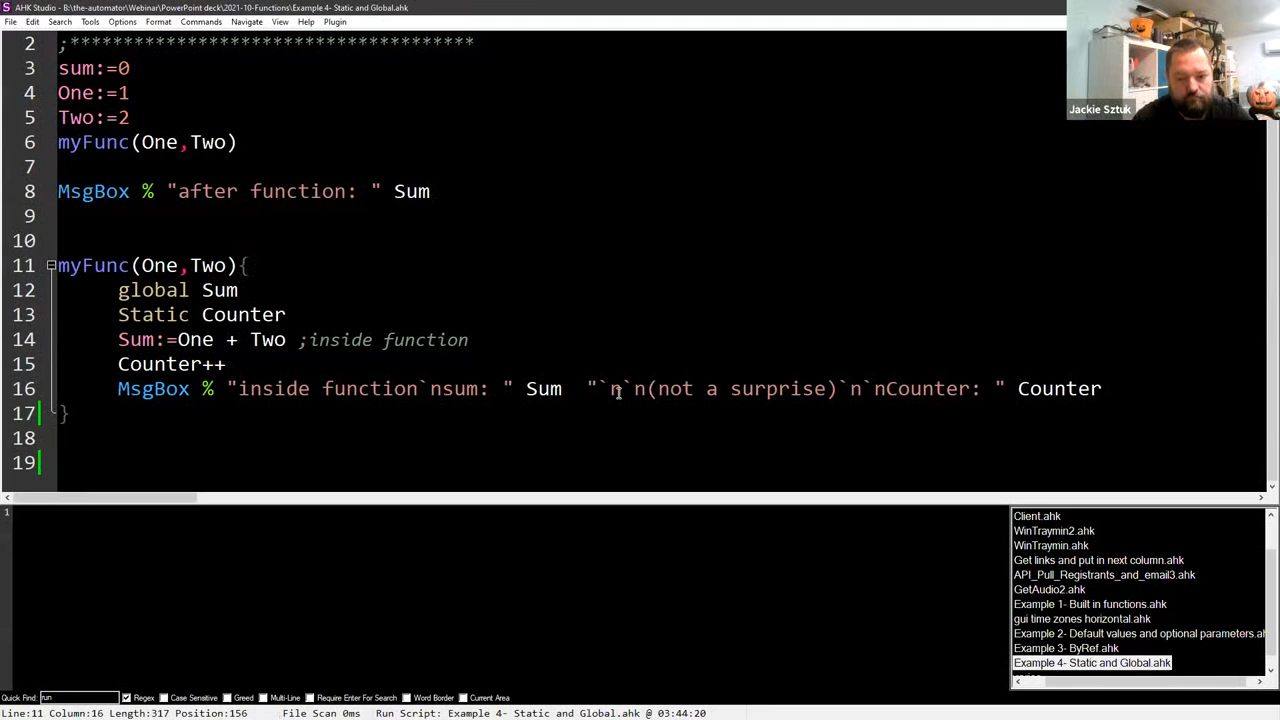 AHK Studio - B:\the-automator\Webinar\PowerPoint deck\2021-10-Functions\Example 4- Static and Global.ahk
File Edit Search Tools Options Format Commands Navigate View Help Plugin
2 ;*************************************
3 sum:=0
4 One:=1
5 Two:=2
6 myFunc(One,Two)
7
8 MsgBox % "after function: " Sum
9
10
11 myFunc(One,Two){
12 global Sum
13 Static Counter
14 Sum:=One + Two ;inside function
15 Counter++
16 MsgBox % "inside function`nsum: " Sum "`n`n(not a surprise)`n`nCounter: " Counter
17 }
18
19
Jackie Sztuk
1
Client.ahk
WinTraymin2.ahk
WinTraymin.ahk
Get links and put in next column.ahk
API_Pull_Registrants_and_email3.ahk
GetAudio2.ahk
Example 1- Built in functions.ahk
gui time zones horizontal.ahk
Example 2- Default values and optional parameters.ah
Example 3- ByRef.ahk
Example 4- Static and Global.ahk
Quick Find: run Regex Case Sensitive Greed Multi-Line Require Enter For Search Word Border Current Area
Line:11 Column:16 Length:317 Position:156 File Scan 0ms Run Script: Example 4- Static and Global.ahk @ 03:44:20